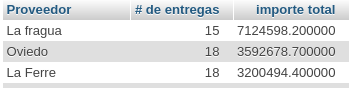 Proveedor # de entregas importe total
La fragua 15 7124598.200000
Oviedo 18 3592678.700000
La Ferre 18 3200494.400000